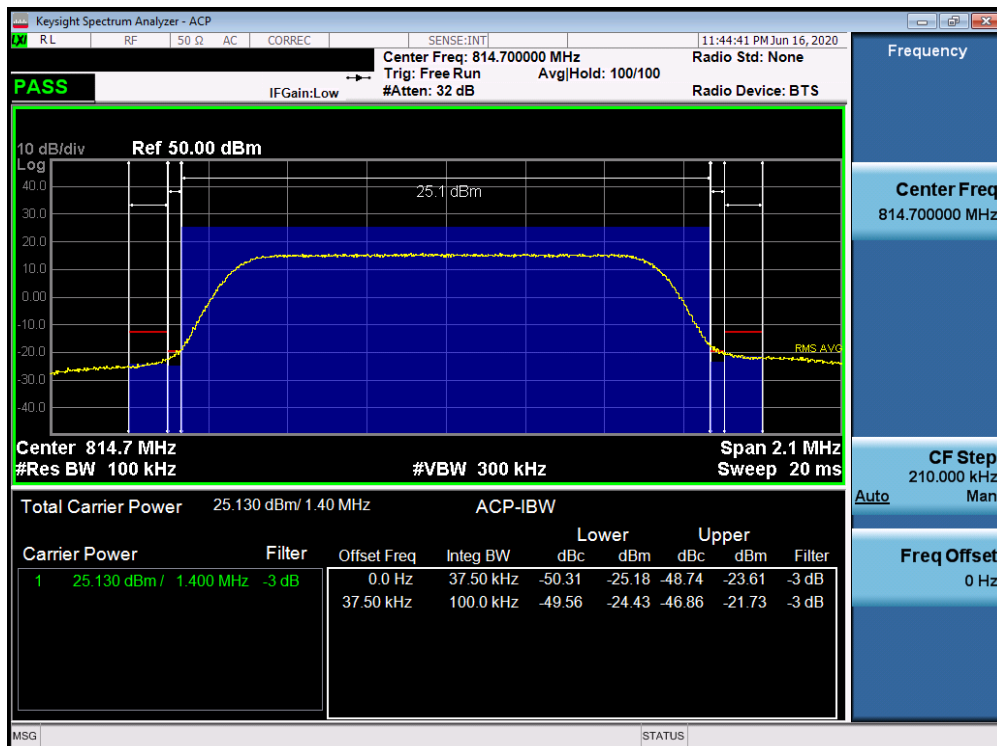 Keysight Spectrum Analyzer - ACP
LXI RL RF 50 Ω AC CORREC SENSE:INT 11:44:41 PM Jun 16, 2020
Center Freq: 814.700000 MHz Radio Std: None
Trig: Free Run Avg|Hold: 100/100
PASS IFGain:Low #Atten: 32 dB Radio Device: BTS
10 dB/div Ref 50.00 dBm
Log
40.0
30.0
20.0
10.0
0.00
-10.0
-20.0
-30.0
-40.0
25.1 dBm
RMS AVG
Center 814.7 MHz Span 2.1 MHz
#Res BW 100 kHz #VBW 300 kHz Sweep 20 ms
Total Carrier Power 25.130 dBm/ 1.40 MHz ACP-IBW
Lower Upper
Carrier Power Filter Offset Freq Integ BW dBc dBm dBc dBm Filter
1 25.130 dBm / 1.400 MHz -3 dB 0.0 Hz 37.50 kHz -50.31 -25.18 -48.74 -23.61 -3 dB
37.50 kHz 100.0 kHz -49.56 -24.43 -46.86 -21.73 -3 dB
MSG STATUS
Frequency
Center Freq
814.700000 MHz
CF Step
210.000 kHz
Auto Man
Freq Offset
0 Hz